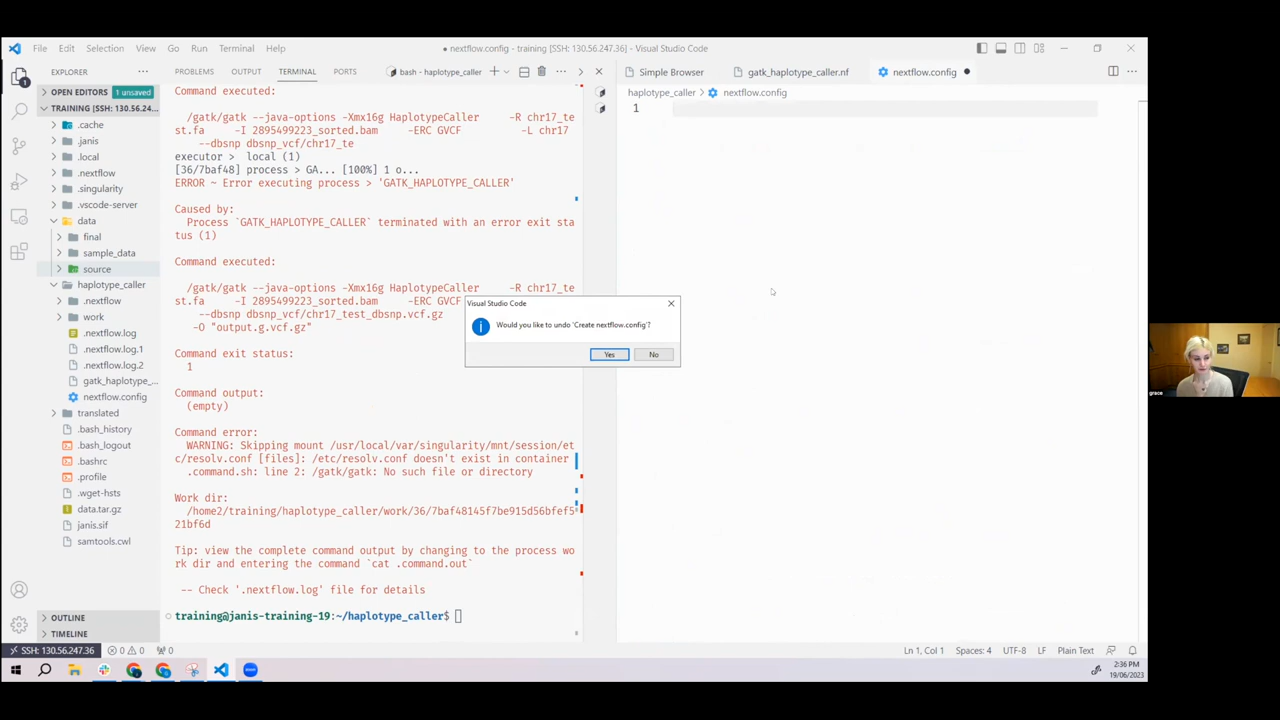 File Edit Selection View Go Run Terminal Help
● nextflow.config - training [SSH: 130.56.247.36] - Visual Studio Code
EXPLORER
OPEN EDITORS 1 unsaved
TRAINING [SSH: 130.56.24...
.cache
.janis
.local
.nextflow
.singularity
.vscode-server
data
final
sample_data
source
haplotype_caller
.nextflow
work
.nextflow.log
.nextflow.log.1
.nextflow.log.2
gatk_haplotype_...
nextflow.config
translated
.bash_history
.bash_logout
.bashrc
.profile
.wget-hsts
data.tar.gz
janis.sif
samtools.cwl
OUTLINE
TIMELINE
PROBLEMS OUTPUT TERMINAL PORTS bash - haplotype_caller
Command executed:
/gatk/gatk --java-options -Xmx16g HaplotypeCaller -R chr17_te
st.fa -I 2895499223_sorted.bam -ERC GVCF -L chr17
--dbsnp dbsnp_vcf/chr17_te
executor > local (1)
[36/7baf48] process > GA... [100%] 1 o...
ERROR ~ Error executing process > 'GATK_HAPLOTYPE_CALLER'
Caused by:
Process `GATK_HAPLOTYPE_CALLER` terminated with an error exit sta
tus (1)
Command executed:
/gatk/gatk --java-options -Xmx16g HaplotypeCaller -R chr17_te
st.fa -I 2895499223_sorted.bam -ERC GVCF
--dbsnp dbsnp_vcf/chr17_test_dbsnp.vcf.gz
-O "output.g.vcf.gz"
Command exit status:
1
Command output:
(empty)
Command error:
WARNING: Skipping mount /usr/local/var/singularity/mnt/session/et
c/resolv.conf [files]: /etc/resolv.conf doesn't exist in container
.command.sh: line 2: /gatk/gatk: No such file or directory
Work dir:
/home2/training/haplotype_caller/work/36/7baf48145f7be915d56bfef5
21bf6d
Tip: view the complete command output by changing to the process wo
rk dir and entering the command `cat .command.out`
-- Check '.nextflow.log' file for details
training@janis-training-19:~/haplotype_caller$
Simple Browser gatk_haplotype_caller.nf nextflow.config
haplotype_caller > nextflow.config
1
Visual Studio Code
Would you like to undo 'Create nextflow.config'?
Yes No
grace
SSH: 130.56.247.36 0 0 0
Ln 1, Col 1 Spaces: 4 UTF-8 LF Plain Text
2:36 PM
19/06/2023